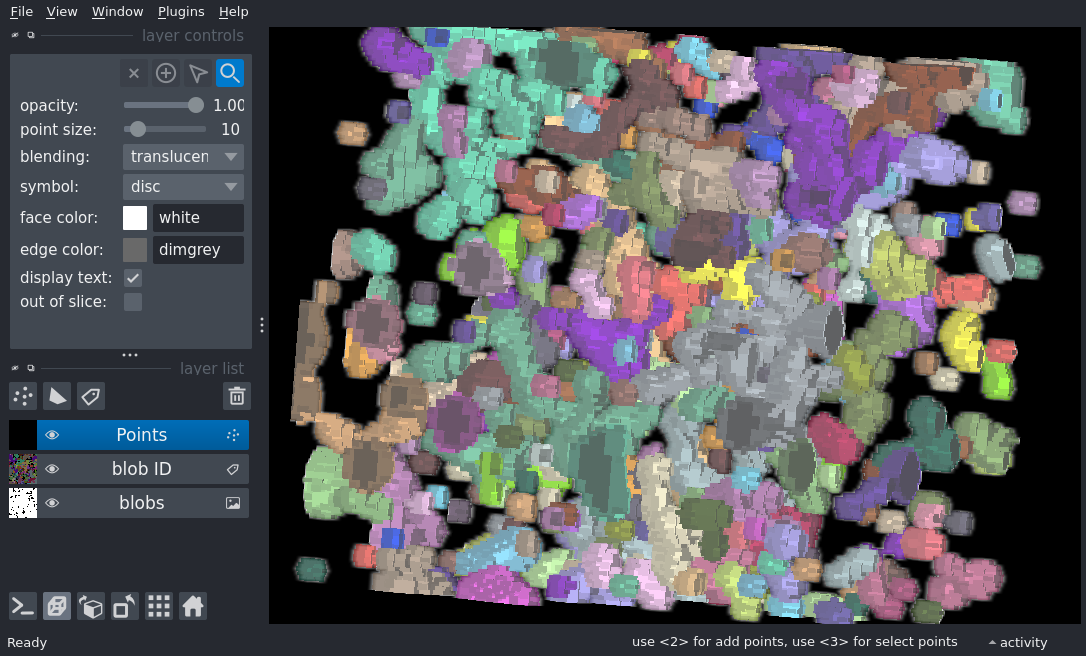 File View Window Plugins Help
layer controls
opacity: 1.00
point size: 10
blending: translucen
symbol: disc
face color: white
edge color: dimgrey
display text:
out of slice:
layer list
Points
blob ID
blobs
Ready
use <2> for add points, use <3> for select points
activity